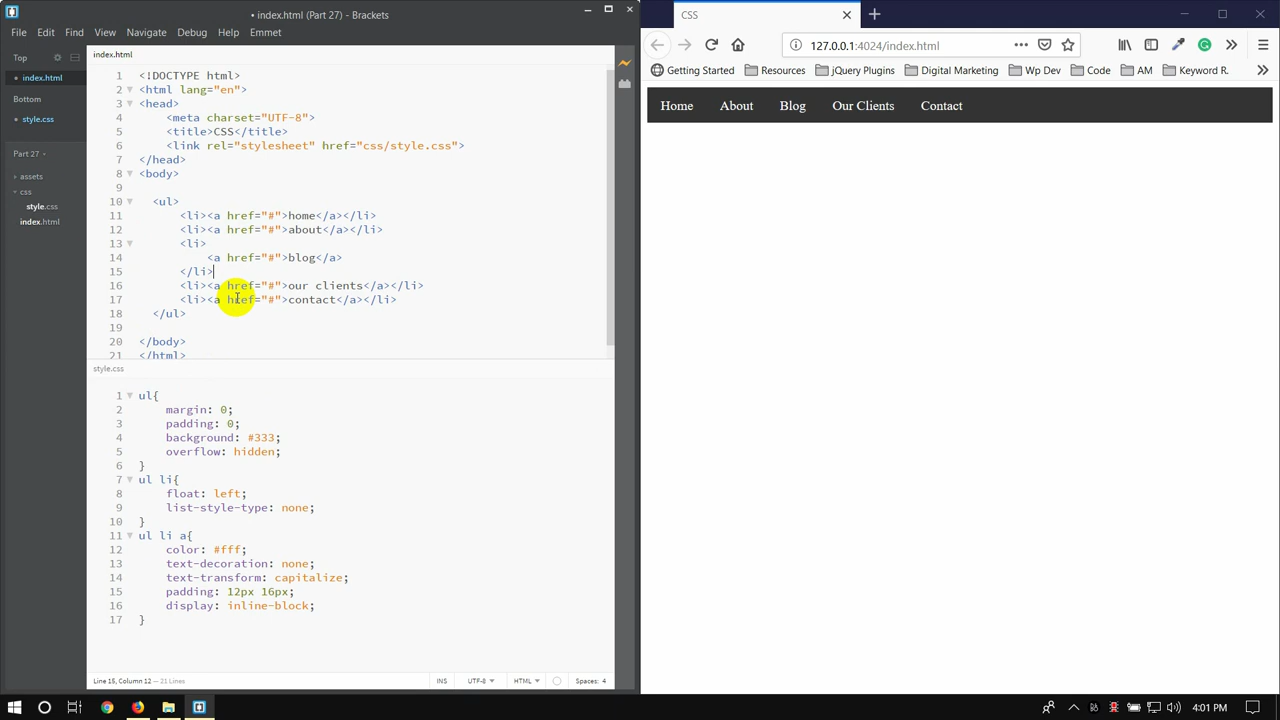 • index.html (Part 27) - Brackets
File Edit Find View Navigate Debug Help Emmet
Top
• index.html
Bottom
• style.css
Part 27
assets
css
style.css
index.html
index.html
1 <!DOCTYPE html>
2 <html lang="en">
3 <head>
4 <meta charset="UTF-8">
5 <title>CSS</title>
6 <link rel="stylesheet" href="css/style.css">
7 </head>
8 <body>
9
10 <ul>
11 <li><a href="#">home</a></li>
12 <li><a href="#">about</a></li>
13 <li>
14 <a href="#">blog</a>
15 </li>
16 <li><a href="#">our clients</a></li>
17 <li><a href="#">contact</a></li>
18 </ul>
19
20 </body>
21 </html>
style.css
1 ul{
2 margin: 0;
3 padding: 0;
4 background: #333;
5 overflow: hidden;
6 }
7 ul li{
8 float: left;
9 list-style-type: none;
10 }
11 ul li a{
12 color: #fff;
13 text-decoration: none;
14 text-transform: capitalize;
15 padding: 12px 16px;
16 display: inline-block;
17 }
Line 15, Column 12 — 21 Lines
INS UTF-8 HTML Spaces: 4
CSS
127.0.0.1:4024/index.html
Getting Started Resources jQuery Plugins Digital Marketing Wp Dev Code AM Keyword R.
Home About Blog Our Clients Contact
4:01 PM